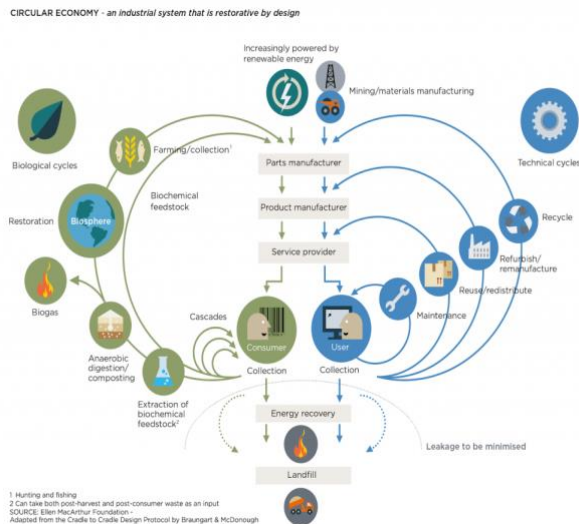 CIRCULAR ECONOMY - an industrial system that is restorative by design
Increasingly powered by
renewable energy
Mining/materials manufacturing
Biological cycles
Farming/collection¹
Parts manufacturer
Technical cycles
Biochemical
feedstock
Product manufacturer
Recycle
Restoration
Biosphere
Service provider
Refurbish/
remanufacture
Reuse/redistribute
Biogas
Cascades
Maintenance
Consumer
User
Anaerobic
digestion/
composting
Collection
Collection
Extraction of
biochemical
feedstock²
Energy recovery
Leakage to be minimised
Landfill
1 Hunting and fishing
2 Can take both post-harvest and post-consumer waste as an input
SOURCE: Ellen MacArthur Foundation -
Adapted from the Cradle to Cradle Design Protocol by Braungart & McDonough